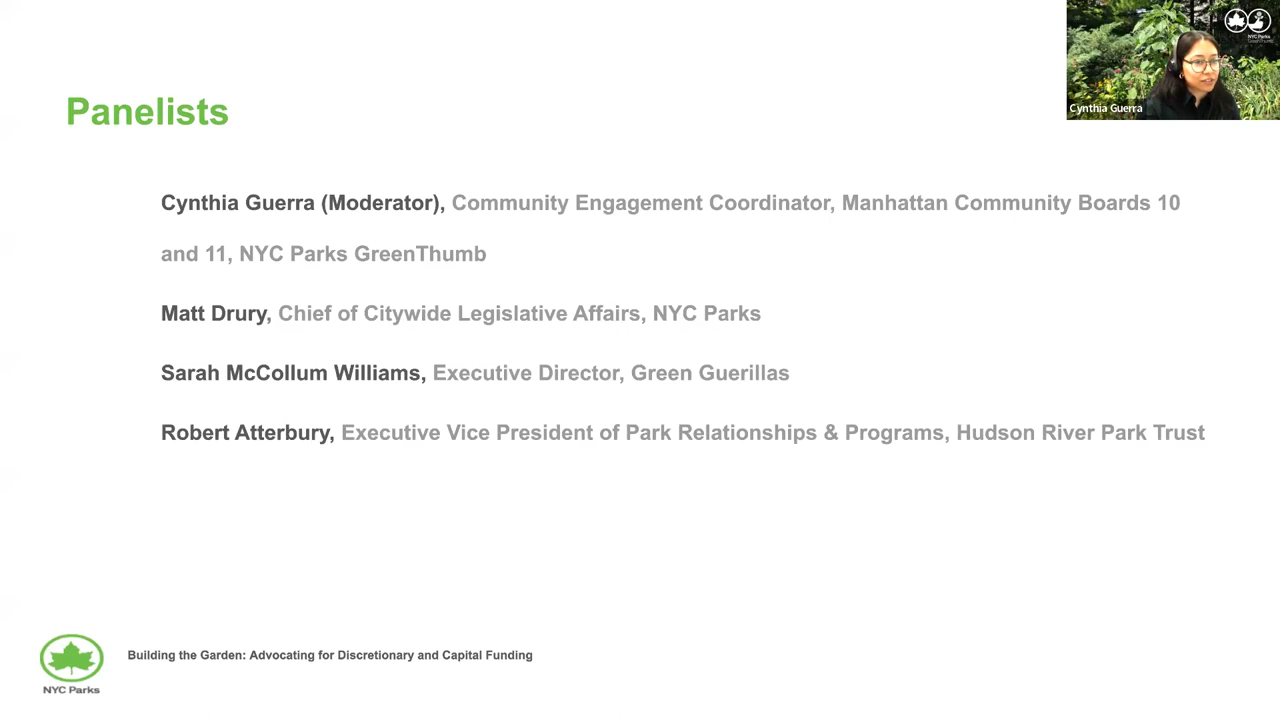 NYC Parks
GreenThumb
Cynthia Guerra
Panelists
Cynthia Guerra (Moderator), Community Engagement Coordinator, Manhattan Community Boards 10
and 11, NYC Parks GreenThumb
Matt Drury, Chief of Citywide Legislative Affairs, NYC Parks
Sarah McCollum Williams, Executive Director, Green Guerillas
Robert Atterbury, Executive Vice President of Park Relationships & Programs, Hudson River Park Trust
Building the Garden: Advocating for Discretionary and Capital Funding
NYC Parks